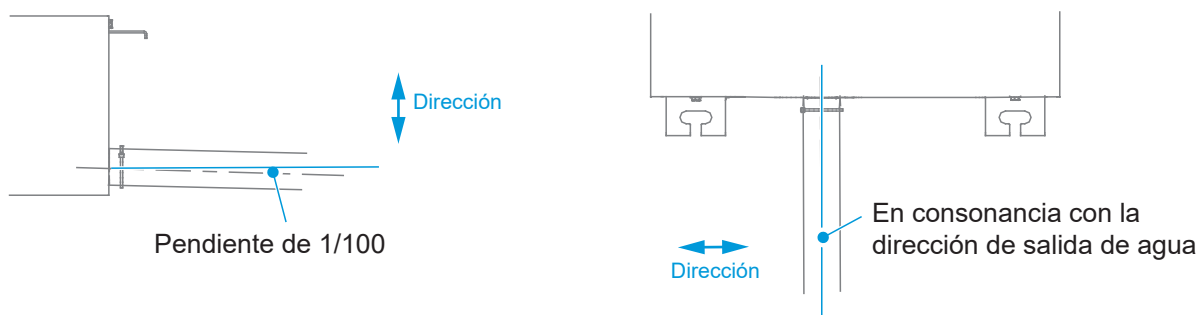 Dirección
Pendiente de 1/100
En consonancia con la
dirección de salida de agua
Dirección